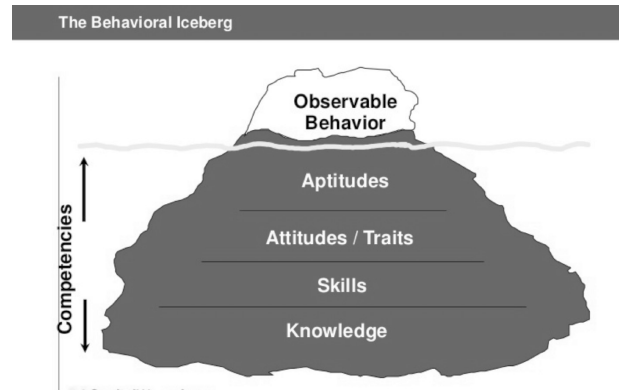 The Behavioral Iceberg
Observable
Behavior
Aptitudes
Attitudes / Traits
Skills
Knowledge
Competencies